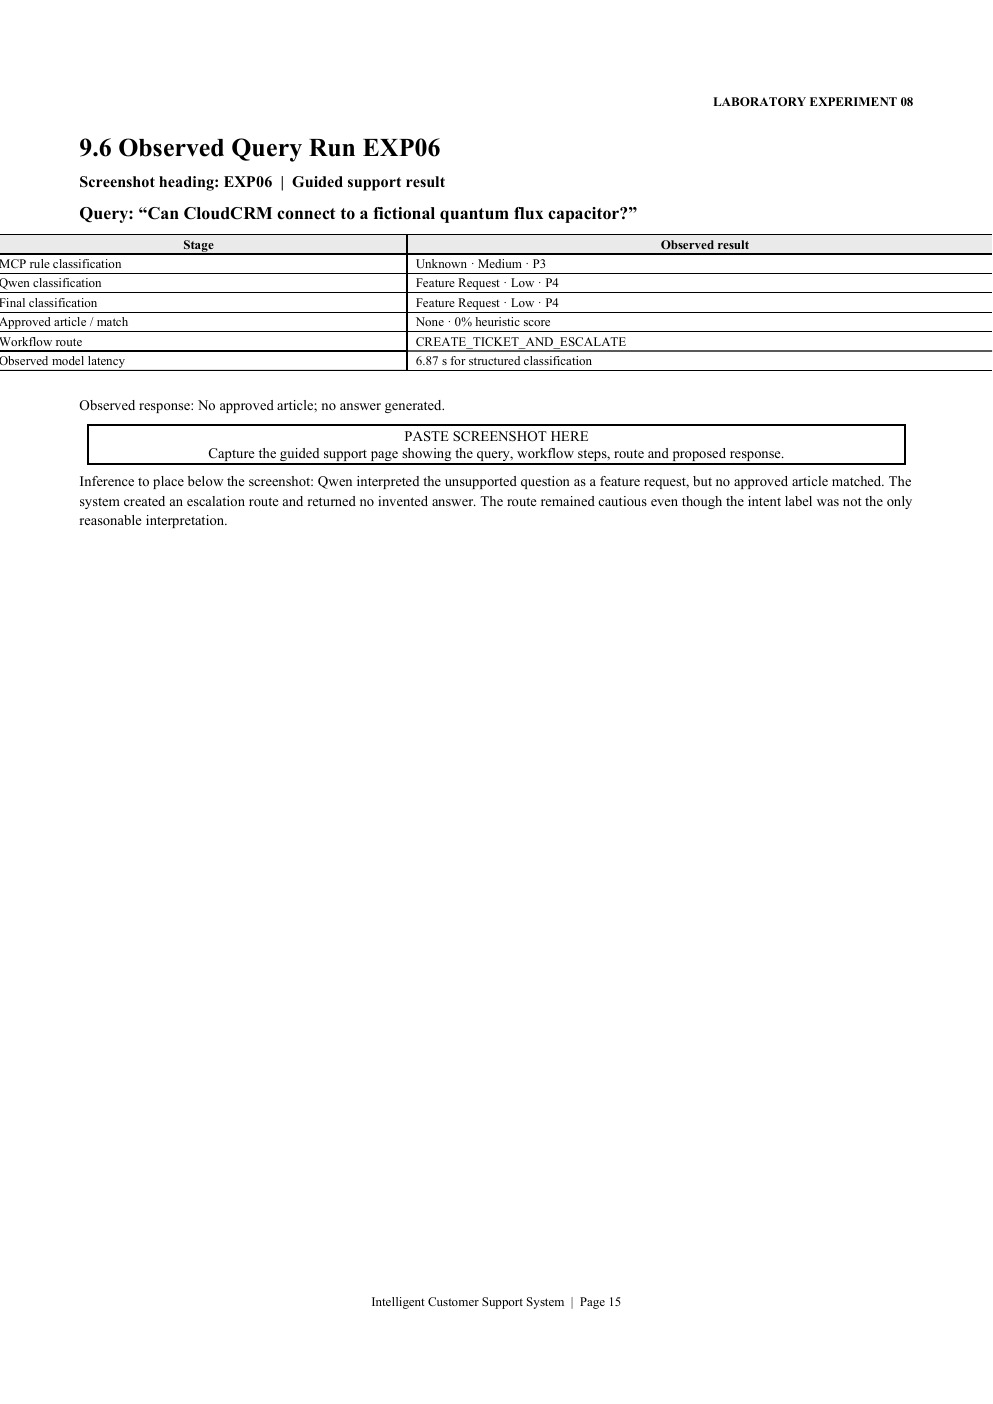 LABORATORY EXPERIMENT 08
9.6 Observed Query Run EXP06
Screenshot heading: EXP06 | Guided support result
Query: “Can CloudCRM connect to a fictional quantum flux capacitor?”
Stage Observed result
MCP rule classification Unknown · Medium · P3
Qwen classification Feature Request · Low · P4
Final classification Feature Request · Low · P4
Approved article / match None · 0% heuristic score
Workflow route CREATE_TICKET_AND_ESCALATE
Observed model latency 6.87 s for structured classification
Observed response: No approved article; no answer generated.
PASTE SCREENSHOT HERE
Capture the guided support page showing the query, workflow steps, route and proposed response.
Inference to place below the screenshot: Qwen interpreted the unsupported question as a feature request, but no approved article matched. The
system created an escalation route and returned no invented answer. The route remained cautious even though the intent label was not the only
reasonable interpretation.
Intelligent Customer Support System | Page 15